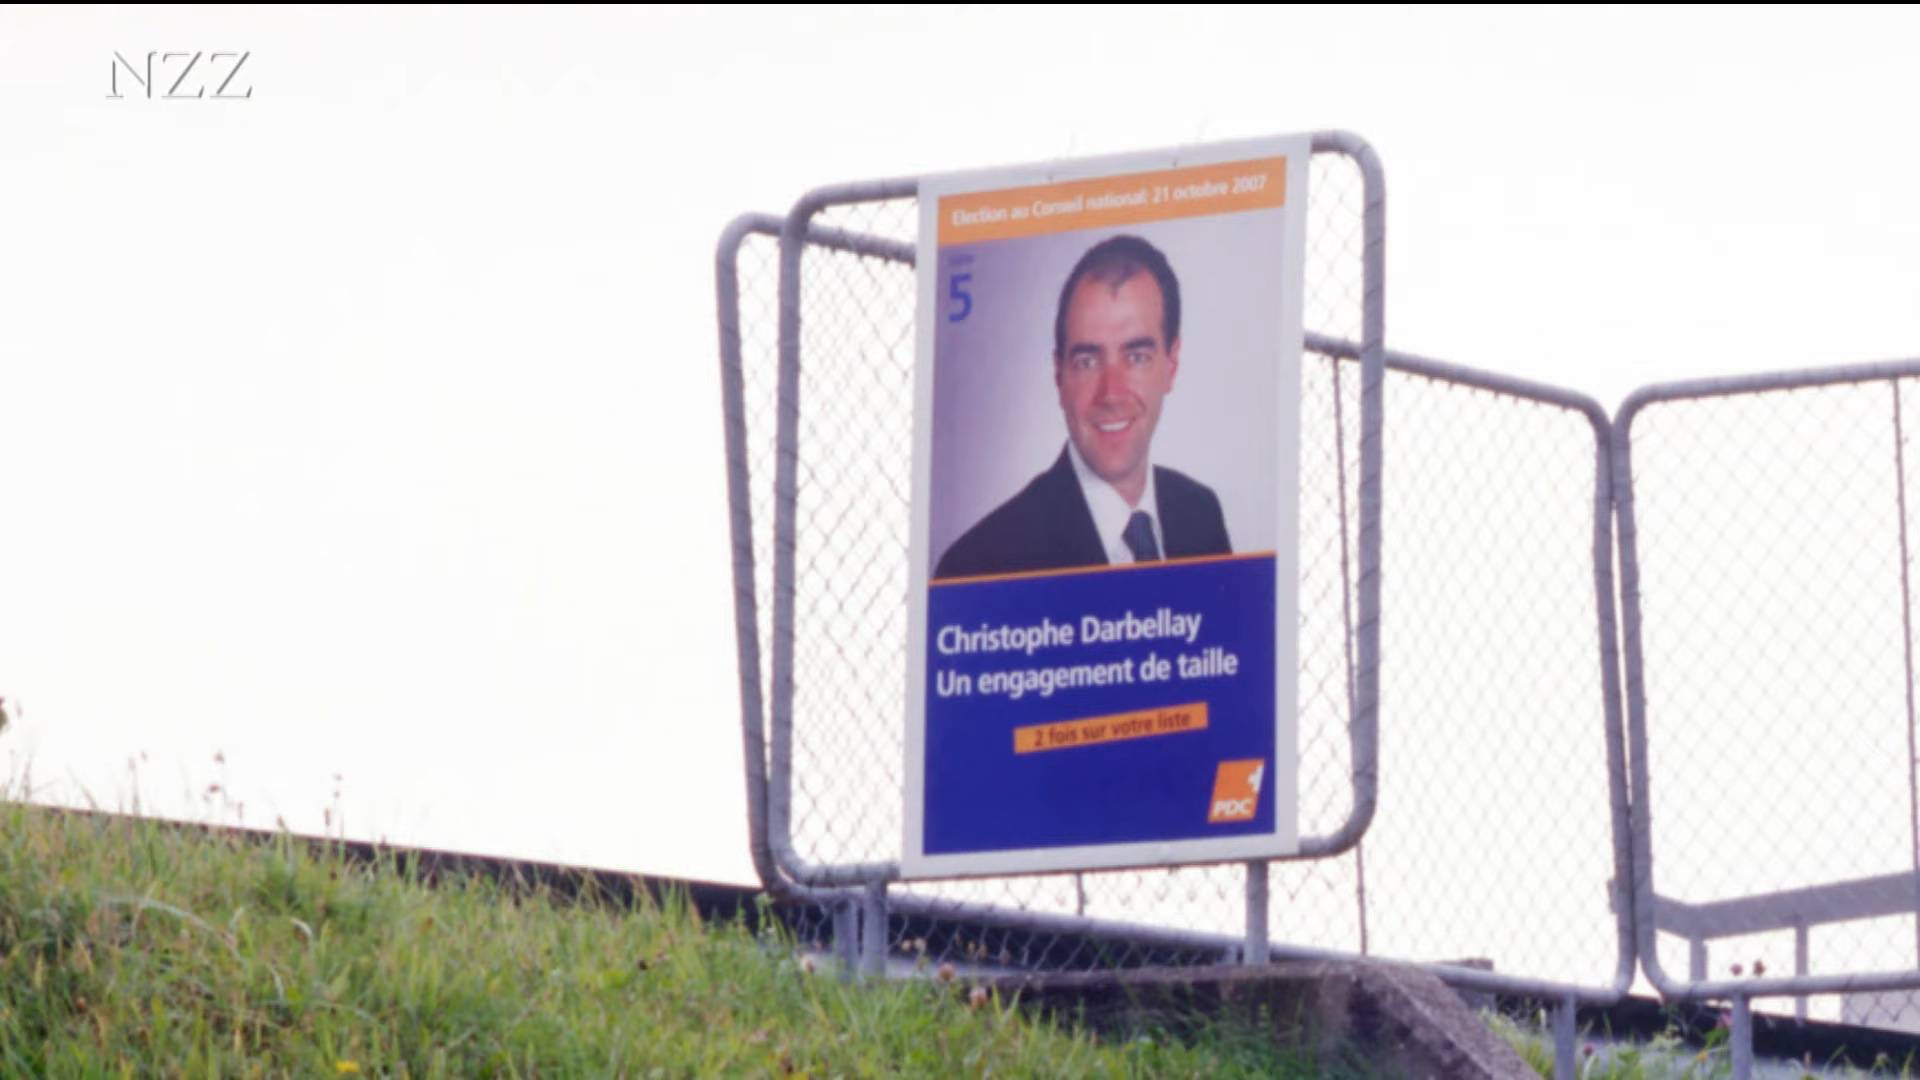 NZZ
Election au Conseil national: 21 octobre 2007
5
Christophe Darbellay
Un engagement de taille
2 fois sur votre liste
PDC